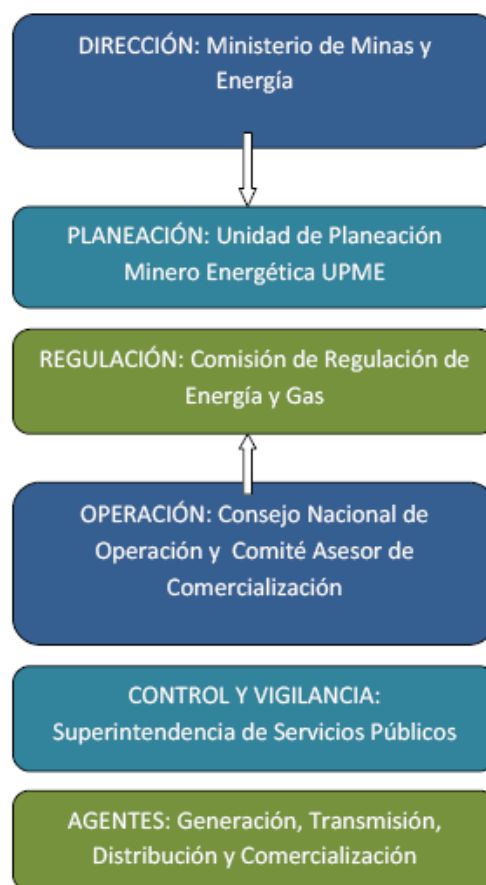 DIRECCIÓN: Ministerio de Minas y
Energía
PLANEACIÓN: Unidad de Planeación
Minero Energética UPME
REGULACIÓN: Comisión de Regulación de
Energía y Gas
OPERACIÓN: Consejo Nacional de
Operación y Comité Asesor de
Comercialización
CONTROL Y VIGILANCIA:
Superintendencia de Servicios Públicos
AGENTES: Generación, Transmisión,
Distribución y Comercialización